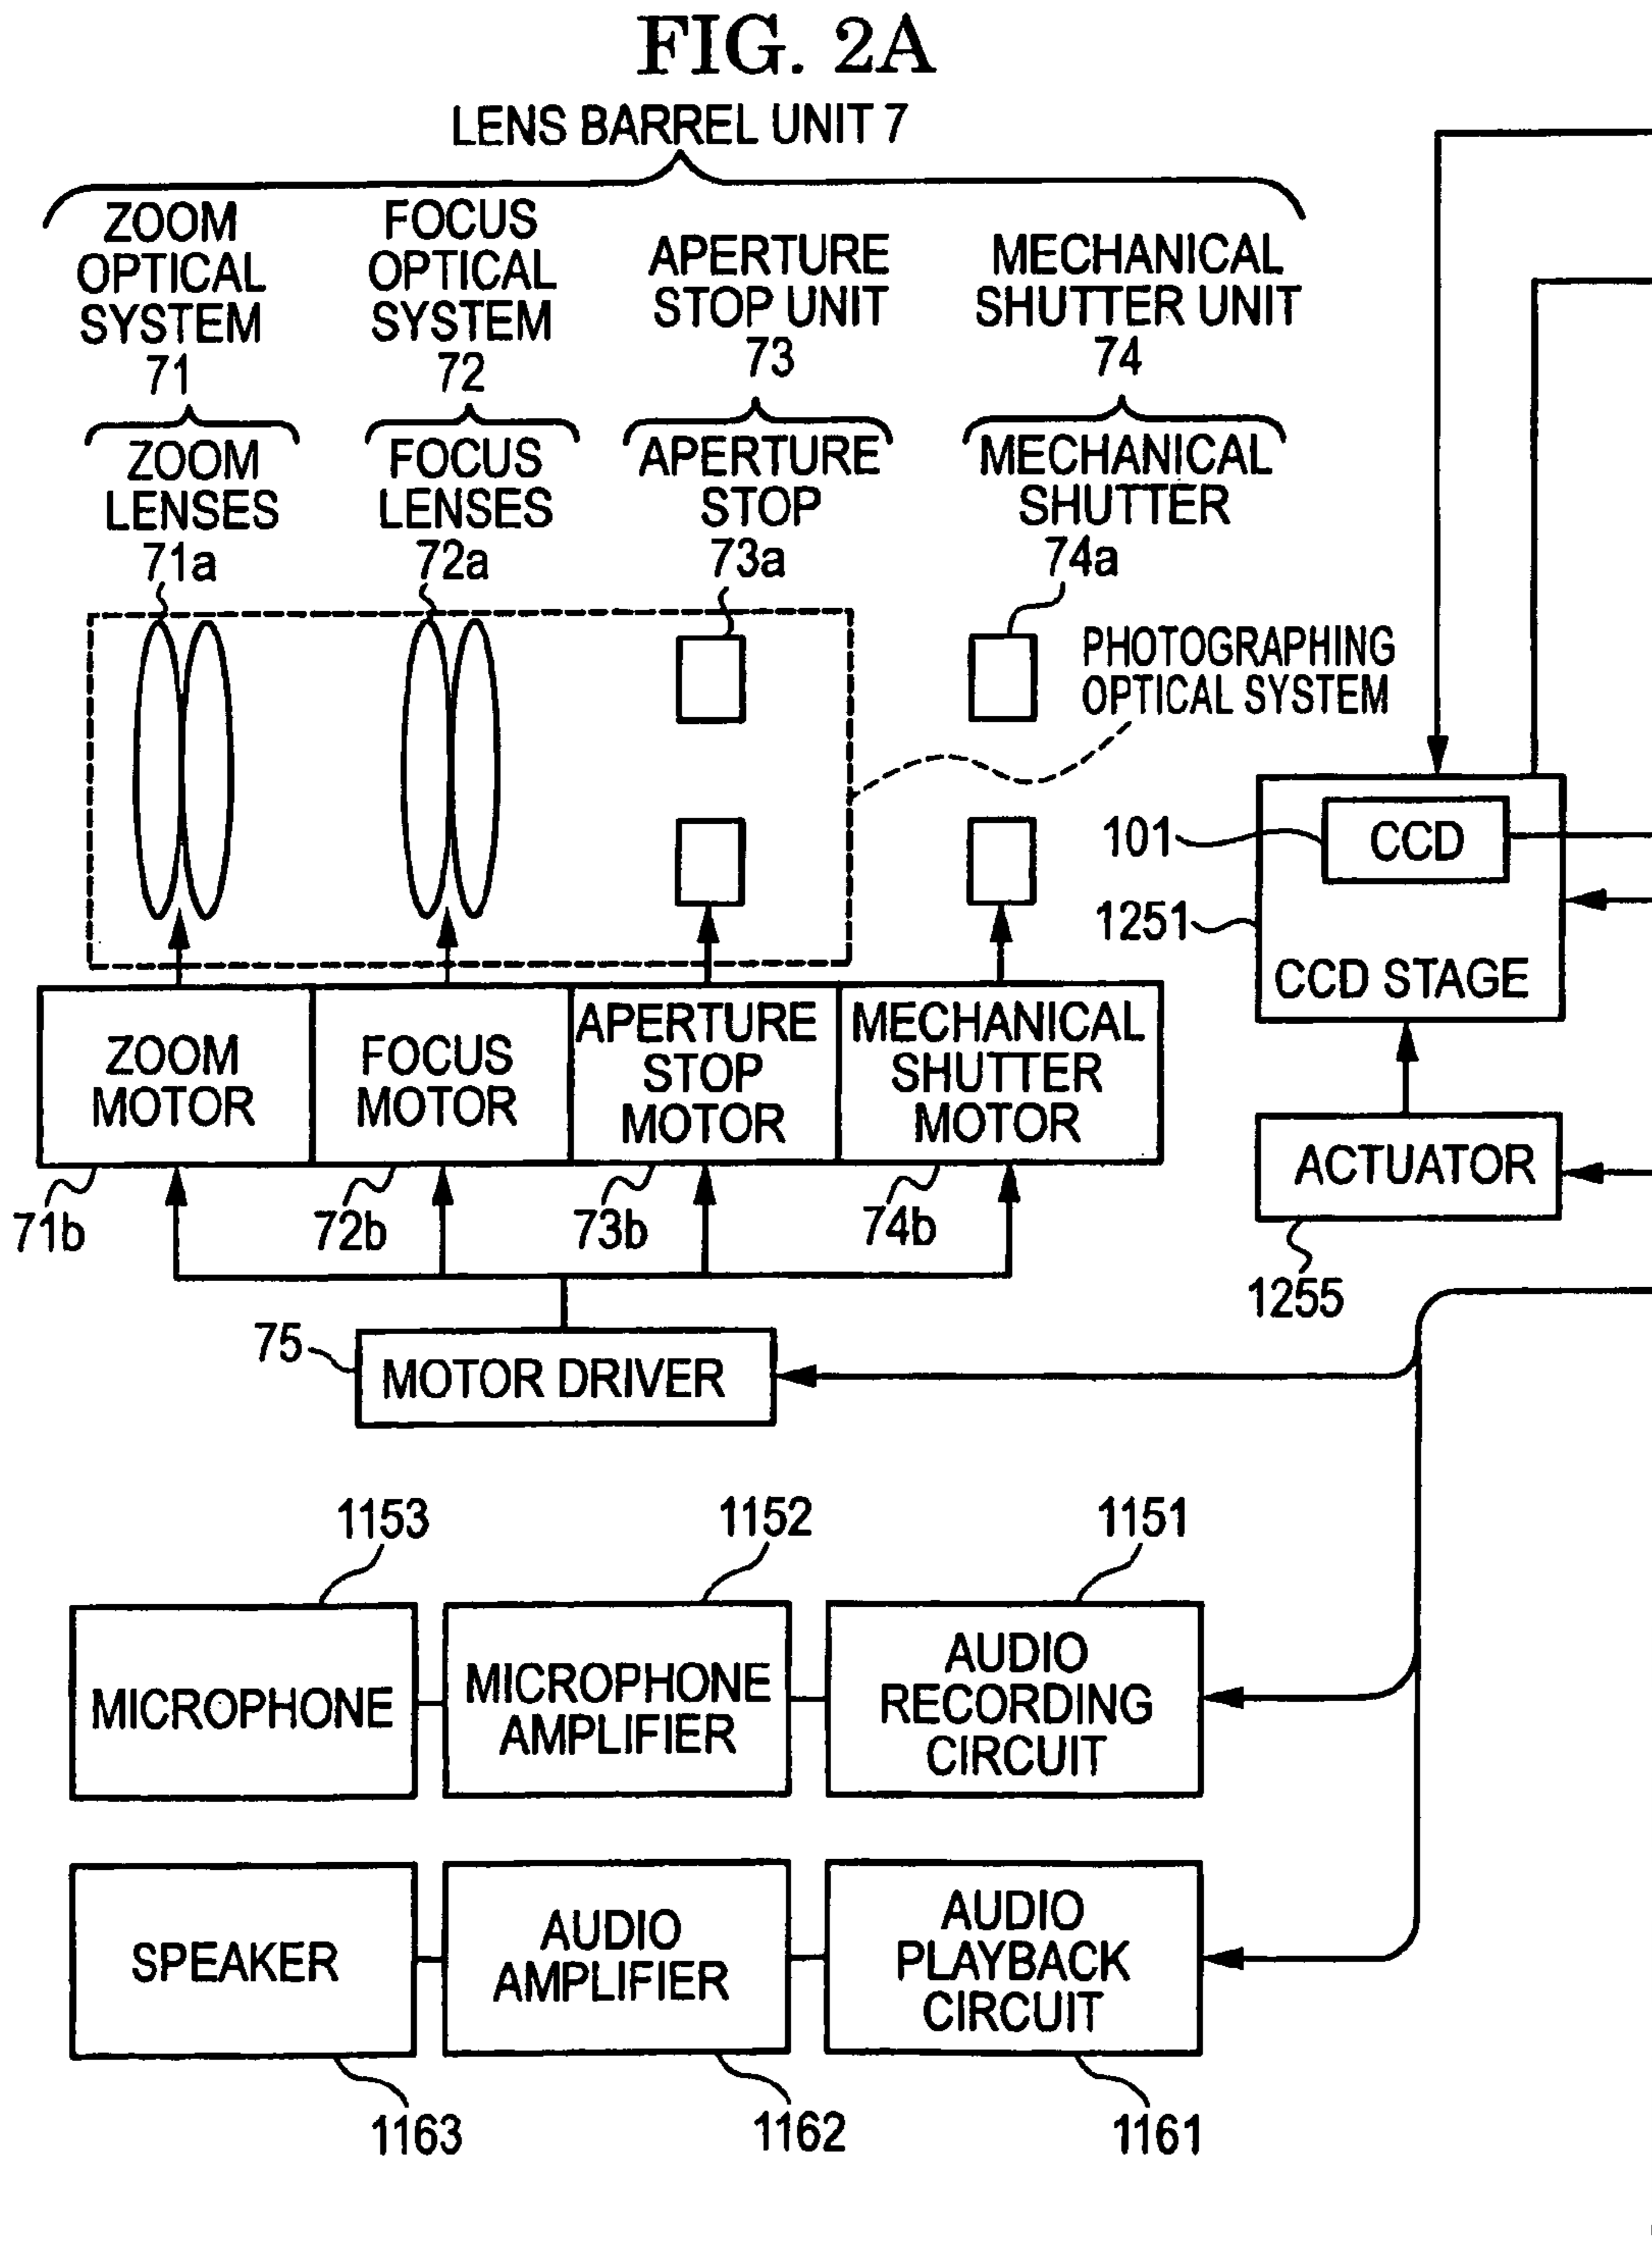 FIG. 2A
LENS BARREL UNIT 7
ZOOM
OPTICAL
SYSTEM
71
FOCUS
OPTICAL
SYSTEM
72
APERTURE
STOP UNIT
73
MECHANICAL
SHUTTER UNIT
74
ZOOM
LENSES
71a
FOCUS
LENSES
72a
APERTURE
STOP
73a
MECHANICAL
SHUTTER
74a
PHOTOGRAPHING
OPTICAL SYSTEM
101
CCD
1251
CCD STAGE
ZOOM
MOTOR
FOCUS
MOTOR
APERTURE
STOP
MOTOR
MECHANICAL
SHUTTER
MOTOR
ACTUATOR
71b
72b
73b
74b
1255
75
MOTOR DRIVER
1153
1152
1151
MICROPHONE
MICROPHONE
AMPLIFIER
AUDIO
RECORDING
CIRCUIT
SPEAKER
AUDIO
AMPLIFIER
AUDIO
PLAYBACK
CIRCUIT
1163
1162
1161